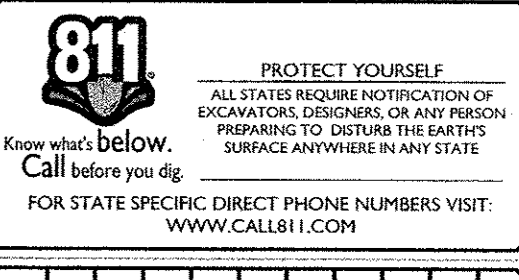 811
Know what's below.
Call before you dig.
PROTECT YOURSELF
ALL STATES REQUIRE NOTIFICATION OF
EXCAVATORS, DESIGNERS, OR ANY PERSON
PREPARING TO DISTURB THE EARTH'S
SURFACE ANYWHERE IN ANY STATE
FOR STATE SPECIFIC DIRECT PHONE NUMBERS VISIT:
WWW.CALL811.COM